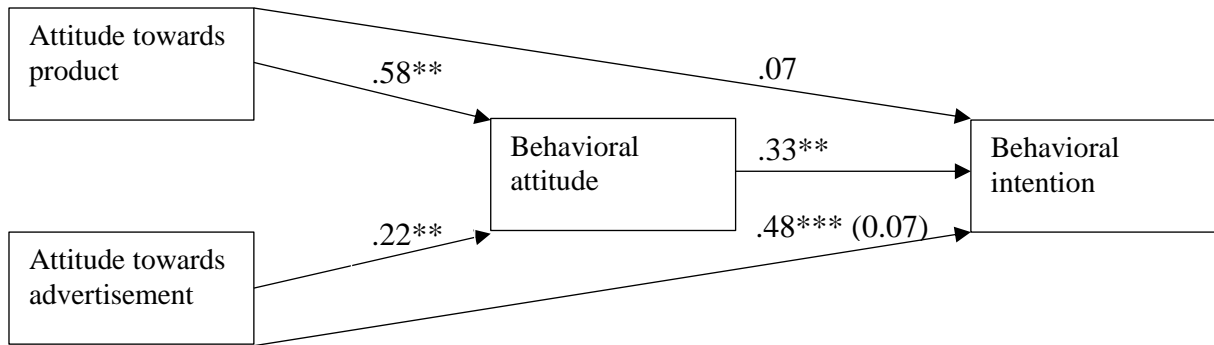 Attitude towards
product
.58**
.07
Behavioral
attitude
.33**
Behavioral
intention
.22**
.48*** (0.07)
Attitude towards
advertisement